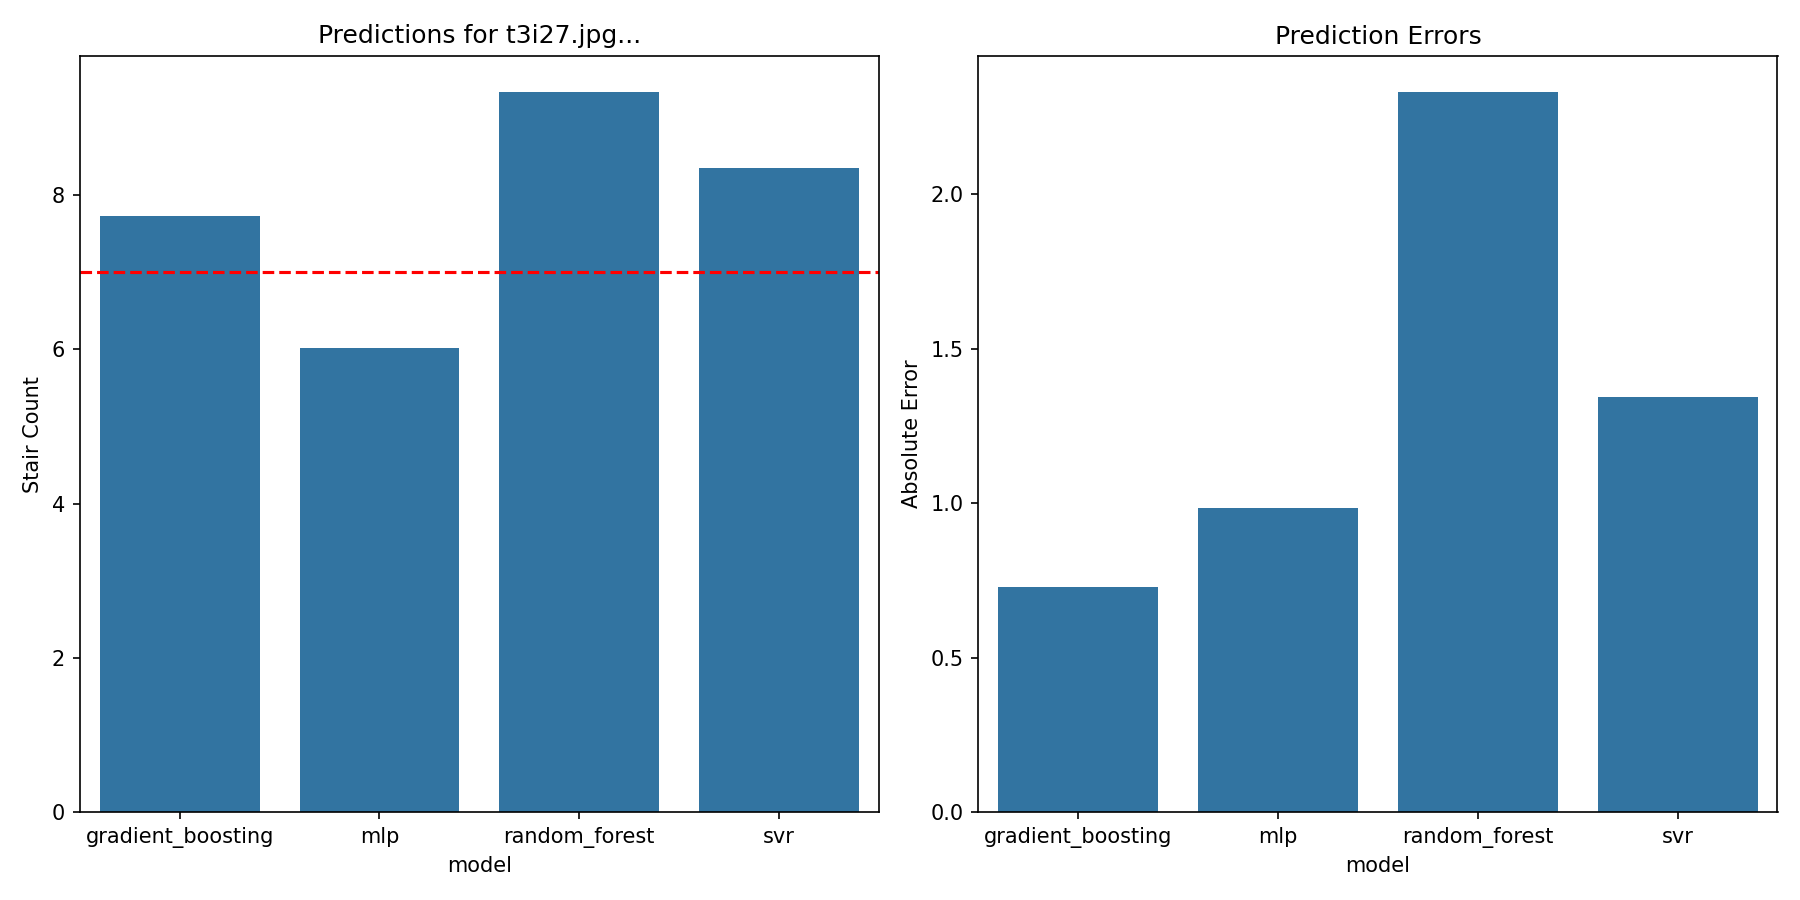 Predictions for t3i27.jpg...
Stair Count
8
6
4
2
0
gradient_boosting mlp random_forest svr
model
Prediction Errors
Absolute Error
2.0
1.5
1.0
0.5
0.0
gradient_boosting mlp random_forest svr
model